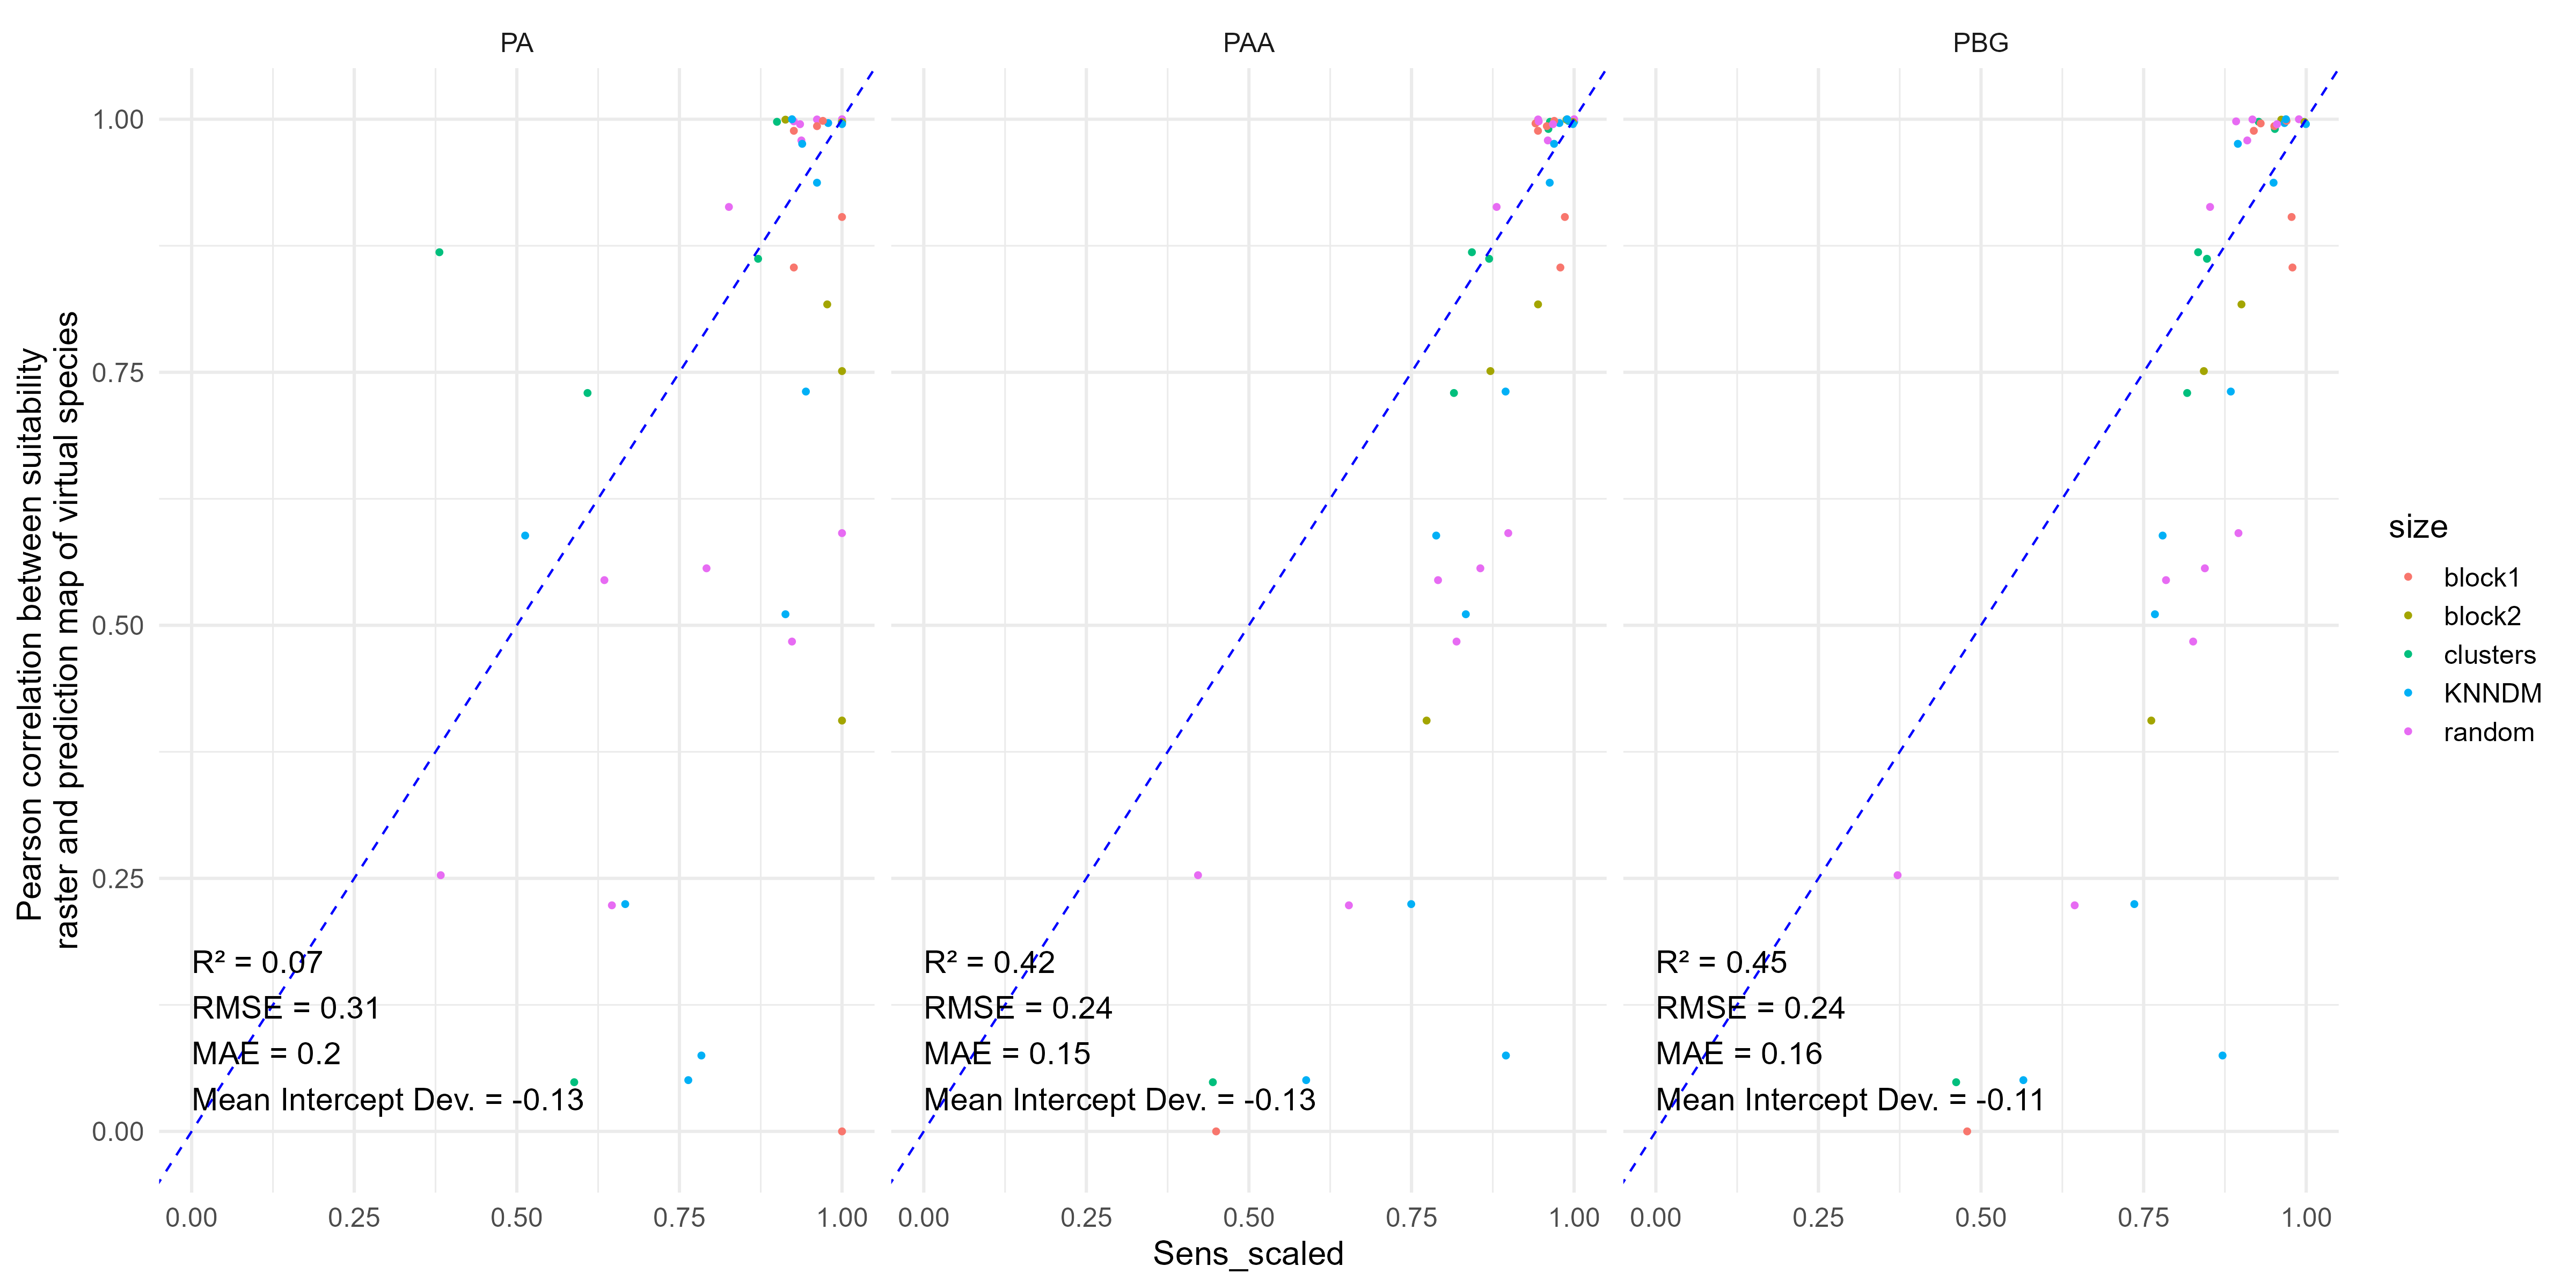 PA
PAA
PBG
Pearson correlation between suitability
raster and prediction map of virtual species
1.00
0.75
0.50
0.25
0.00
R² = 0.07
RMSE = 0.31
MAE = 0.2
Mean Intercept Dev. = -0.13
R² = 0.42
RMSE = 0.24
MAE = 0.15
Mean Intercept Dev. = -0.13
R² = 0.45
RMSE = 0.24
MAE = 0.16
Mean Intercept Dev. = -0.11
0.00 0.25 0.50 0.75 1.00
0.00 0.25 0.50 0.75 1.00
0.00 0.25 0.50 0.75 1.00
Sens_scaled
size
block1
block2
clusters
KNNDM
random